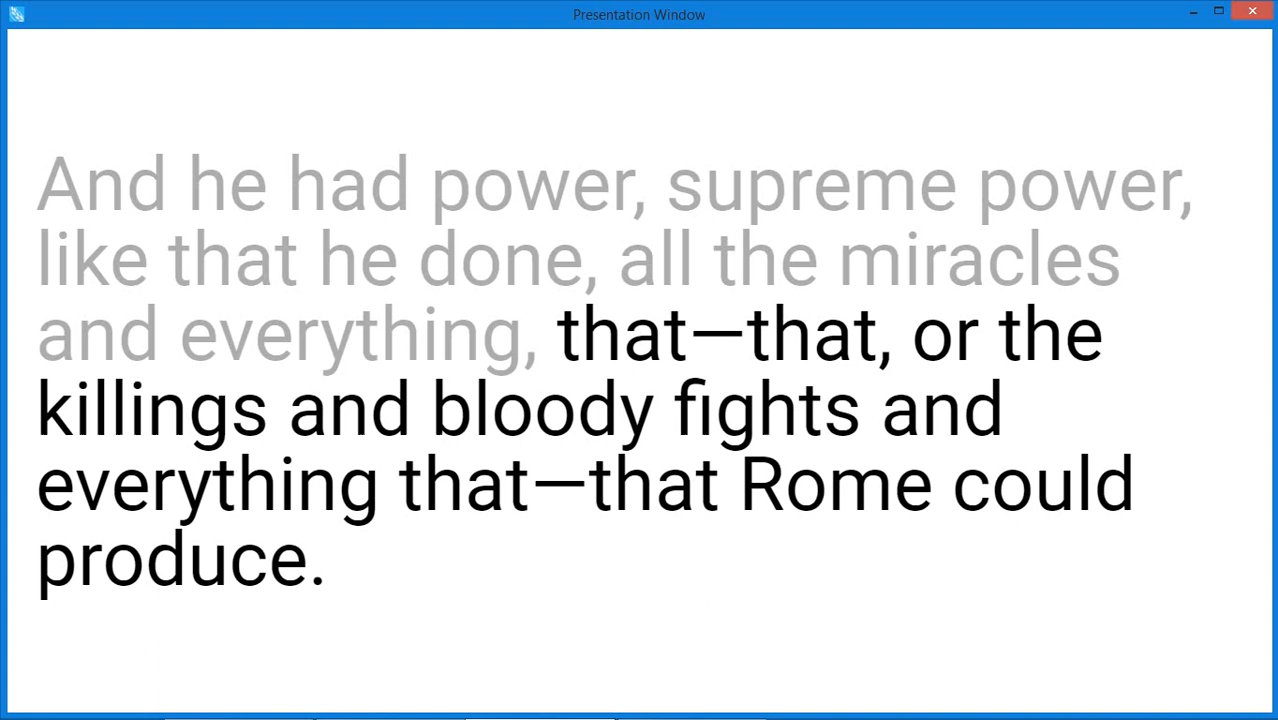 Presentation Window
And he had power, supreme power,
like that he done, all the miracles
and everything, that—that, or the
killings and bloody fights and
everything that—that Rome could
produce.